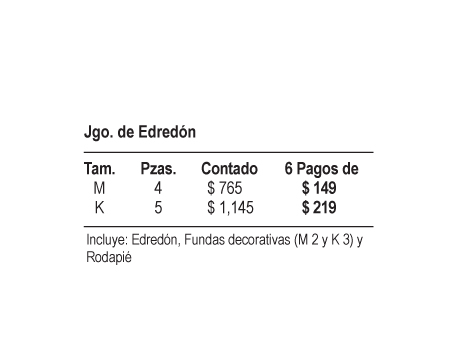 Jgo. de Edredón
Tam. Pzas. Contado 6 Pagos de
M 4 $ 765 $ 149
K 5 $ 1,145 $ 219
Incluye: Edredón, Fundas decorativas (M 2 y K 3) y
Rodapié